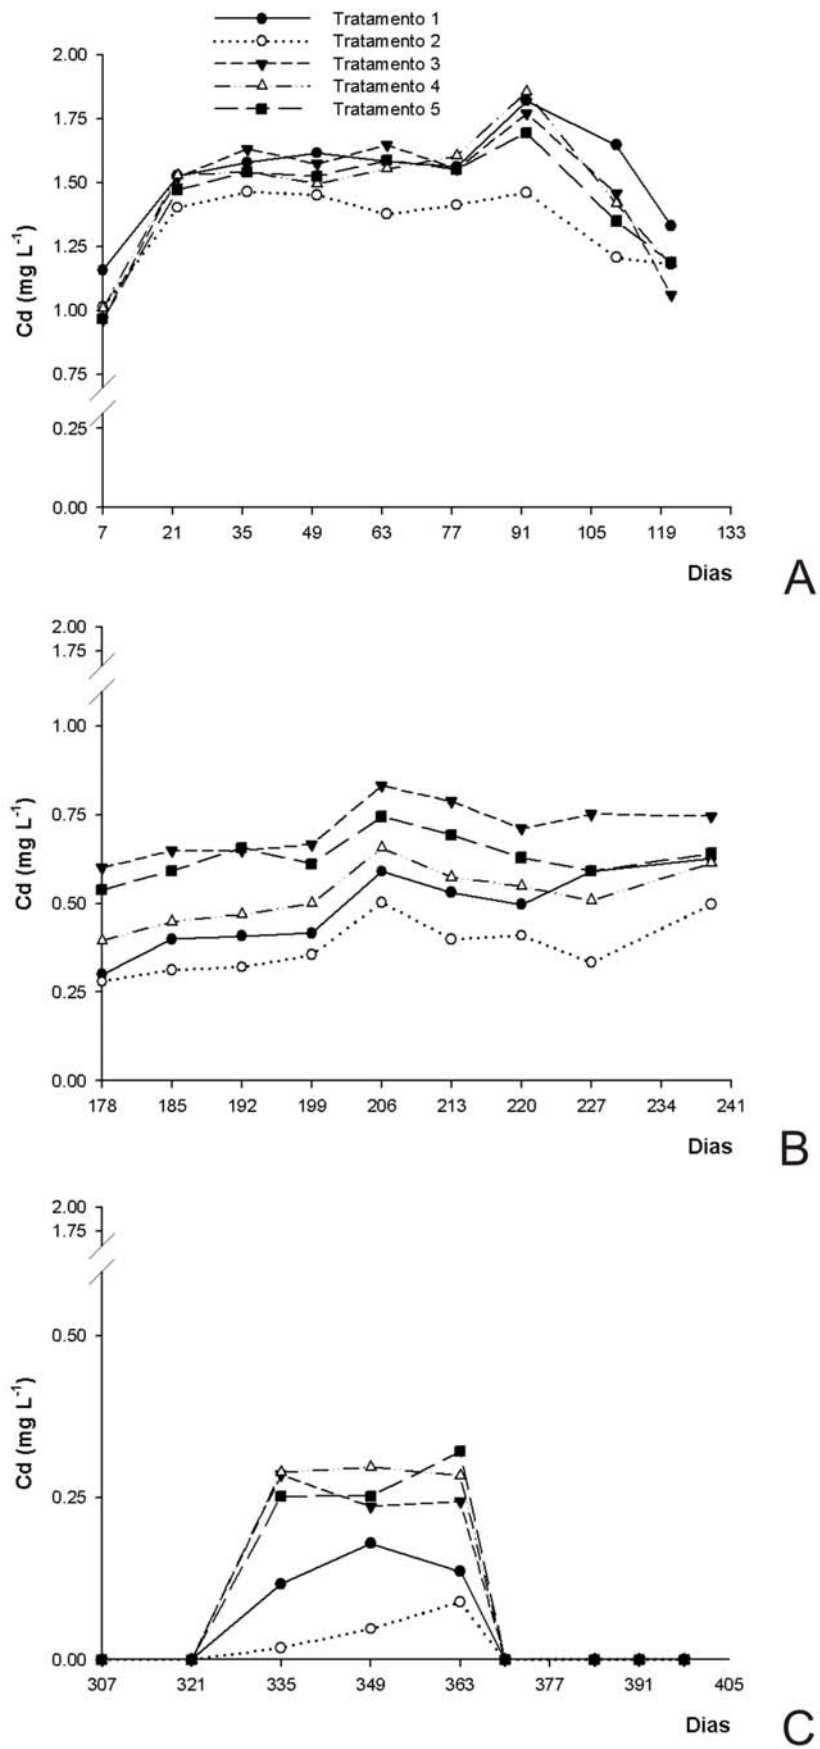 Tratamento 1
Tratamento 2
Tratamento 3
Tratamento 4
Tratamento 5
2.00
1.75
1.50
1.25
1.00
0.75
0.25
0.00
Cd (mg L⁻¹)
7 21 35 49 63 77 91 105 119 133
Dias
A
2.00
1.75
1.00
0.75
0.50
0.25
0.00
Cd (mg L⁻¹)
178 185 192 199 206 213 220 227 234 241
Dias
B
2.00
1.75
0.50
0.25
0.00
Cd (mg L⁻¹)
307 321 335 349 363 377 391 405
Dias
C